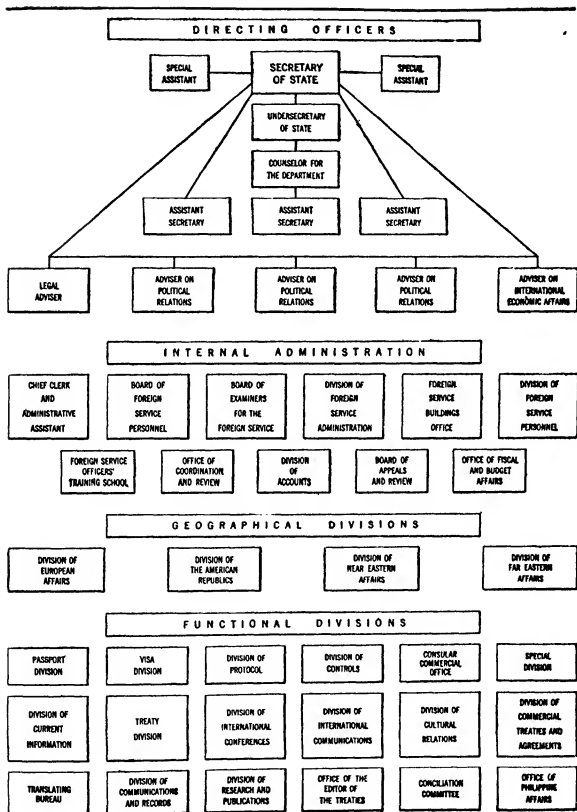 DIRECTING OFFICERS
SPECIAL
ASSISTANT
SECRETARY
OF STATE
SPECIAL
ASSISTANT
UNDERSECRETARY
OF STATE
COUNSELOR FOR
THE DEPARTMENT
ASSISTANT
SECRETARY
ASSISTANT
SECRETARY
ASSISTANT
SECRETARY
LEGAL
ADVISER
ADVISER ON
POLITICAL
RELATIONS
ADVISER ON
POLITICAL
RELATIONS
ADVISER ON
POLITICAL
RELATIONS
ADVISER ON
INTERNATIONAL
ECONOMIC AFFAIRS
INTERNAL ADMINISTRATION
CHIEF CLERK
AND
ADMINISTRATIVE
ASSISTANT
BOARD OF
FOREIGN
SERVICE
PERSONNEL
BOARD OF
EXAMINERS
FOR THE
FOREIGN SERVICE
DIVISION OF
FOREIGN
SERVICE
ADMINISTRATION
FOREIGN
SERVICE
BUILDINGS
OFFICE
DIVISION OF
FOREIGN
SERVICE
PERSONNEL
FOREIGN SERVICE
OFFICERS'
TRAINING SCHOOL
OFFICE OF
COORDINATION
AND REVIEW
DIVISION
OF
ACCOUNTS
BOARD OF
APPEALS
AND REVIEW
OFFICE OF FISCAL
AND BUDGET
AFFAIRS
GEOGRAPHICAL DIVISIONS
DIVISION OF
EUROPEAN
AFFAIRS
DIVISION OF
THE AMERICAN
REPUBLICS
DIVISION OF
NEAR EASTERN
AFFAIRS
DIVISION OF
FAR EASTERN
AFFAIRS
FUNCTIONAL DIVISIONS
PASSPORT
DIVISION
VISA
DIVISION
DIVISION OF
PROTOCOL
DIVISION OF
CONTROLS
CONSULAR
COMMERCIAL
OFFICE
SPECIAL
DIVISION
DIVISION OF
CURRENT
INFORMATION
TREATY
DIVISION
DIVISION OF
INTERNATIONAL
CONFERENCES
DIVISION OF
INTERNATIONAL
COMMUNICATIONS
DIVISION OF
CULTURAL
RELATIONS
DIVISION OF
COMMERCIAL
TREATIES AND
AGREEMENTS
TRANSLATING
BUREAU
DIVISION OF
COMMUNICATIONS
AND RECORDS
DIVISION OF
RESEARCH AND
PUBLICATIONS
OFFICE OF THE
EDITOR OF
THE TREATIES
CONCILIATION
COMMITTEE
OFFICE OF
PHILIPPINE
AFFAIRS